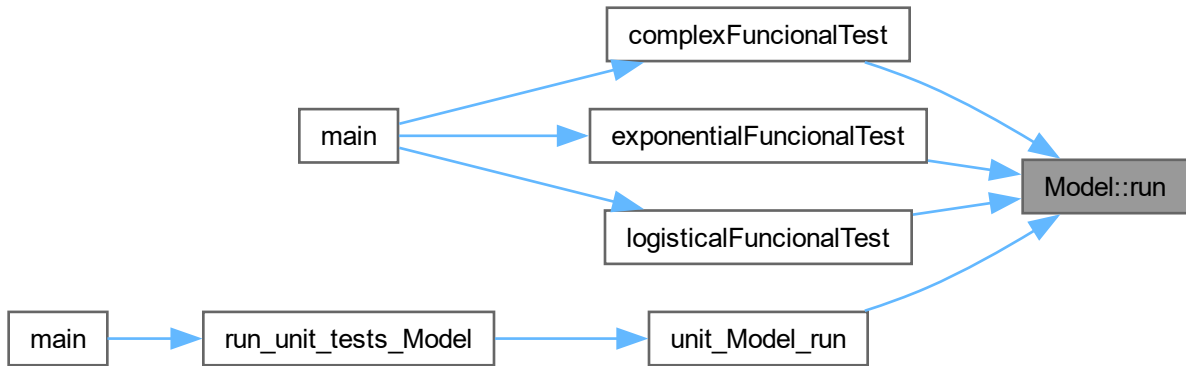 complexFuncionalTest
main
exponentialFuncionalTest
Model::run
logisticalFuncionalTest
main
run_unit_tests_Model
unit_Model_run